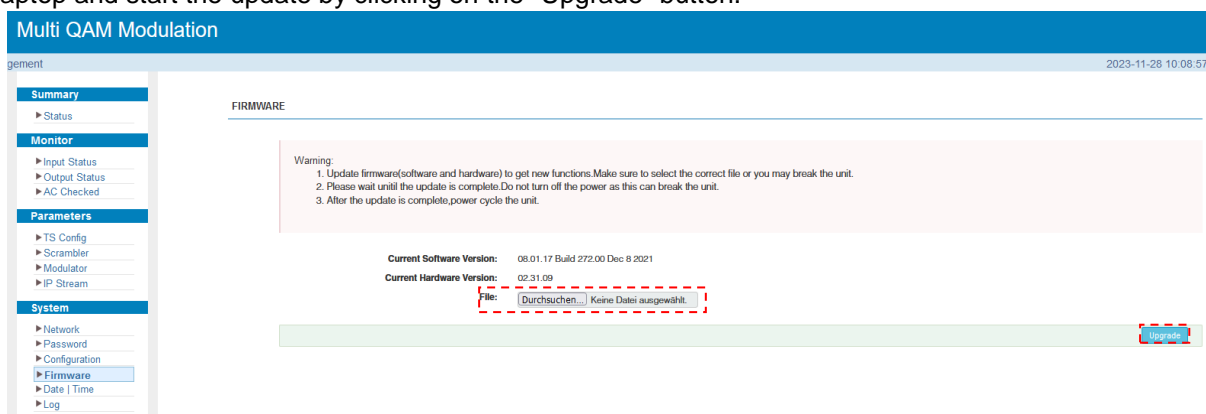 aptop and start the update by clicking on the "Upgrade" button.
Multi QAM Modulation
gement
2023-11-28 10:08:57
Summary
Status
Monitor
Input Status
Output Status
AC Checked
Parameters
TS Config
Scrambler
Modulator
IP Stream
System
Network
Password
Configuration
Firmware
Date | Time
Log
FIRMWARE
Warning:
1. Update firmware(software and hardware) to get new functions.Make sure to select the correct file or you may break the unit.
2. Please wait unitil the update is complete.Do not turn off the power as this can break the unit.
3. After the update is complete,power cycle the unit.
Current Software Version: 08.01.17 Build 272.00 Dec 8 2021
Current Hardware Version: 02.31.09
File: Durchsuchen... Keine Datei ausgewählt.
Upgrade